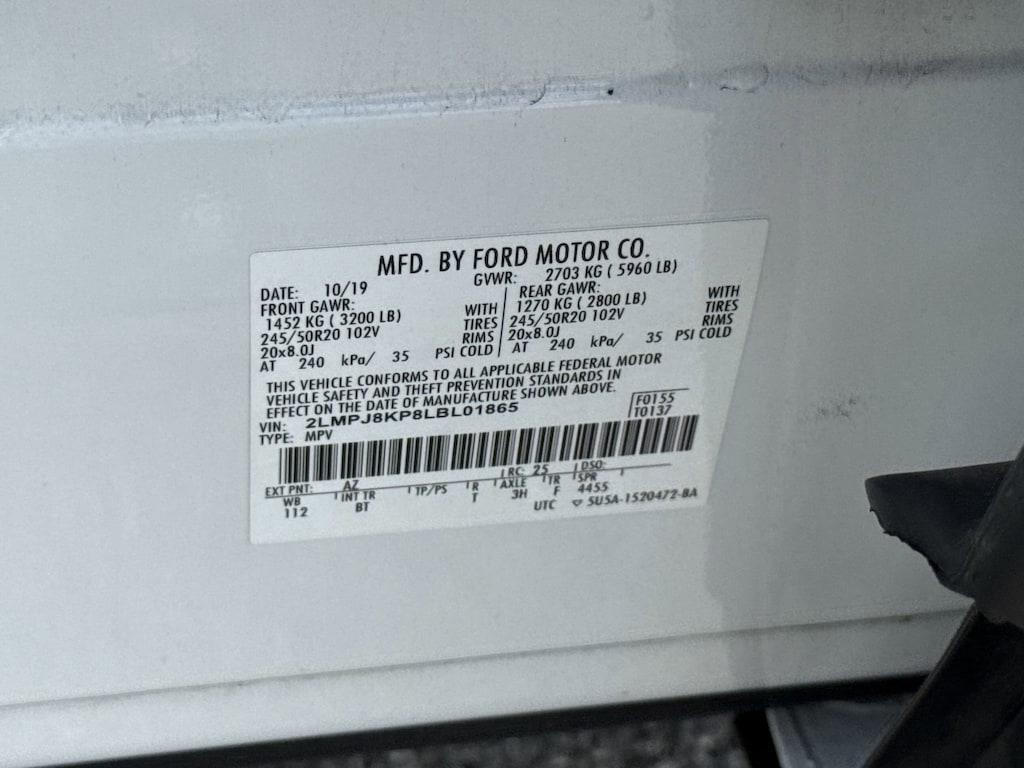 MFD. BY FORD MOTOR CO.
DATE: 10/19 GVWR: 2703 KG ( 5960 LB)
FRONT GAWR: REAR GAWR:
1452 KG ( 3200 LB) WITH 1270 KG ( 2800 LB) WITH
245/50R20 102V TIRES 245/50R20 102V TIRES
20x8.0J RIMS 20x8.0J RIMS
AT 240 kPa/ 35 PSI COLD AT 240 kPa/ 35 PSI COLD
THIS VEHICLE CONFORMS TO ALL APPLICABLE FEDERAL MOTOR
VEHICLE SAFETY AND THEFT PREVENTION STANDARDS IN
EFFECT ON THE DATE OF MANUFACTURE SHOWN ABOVE.
VIN: 2LMPJ8KP8LBL01865 F0155
TYPE: MPV T0137
EXT PNT: AZ RC: 25 DSO:
WB INT TR TP/PS R AXLE TR SPR
112 BT T 3H F 4455
UTC 5U5A-1520472-BA